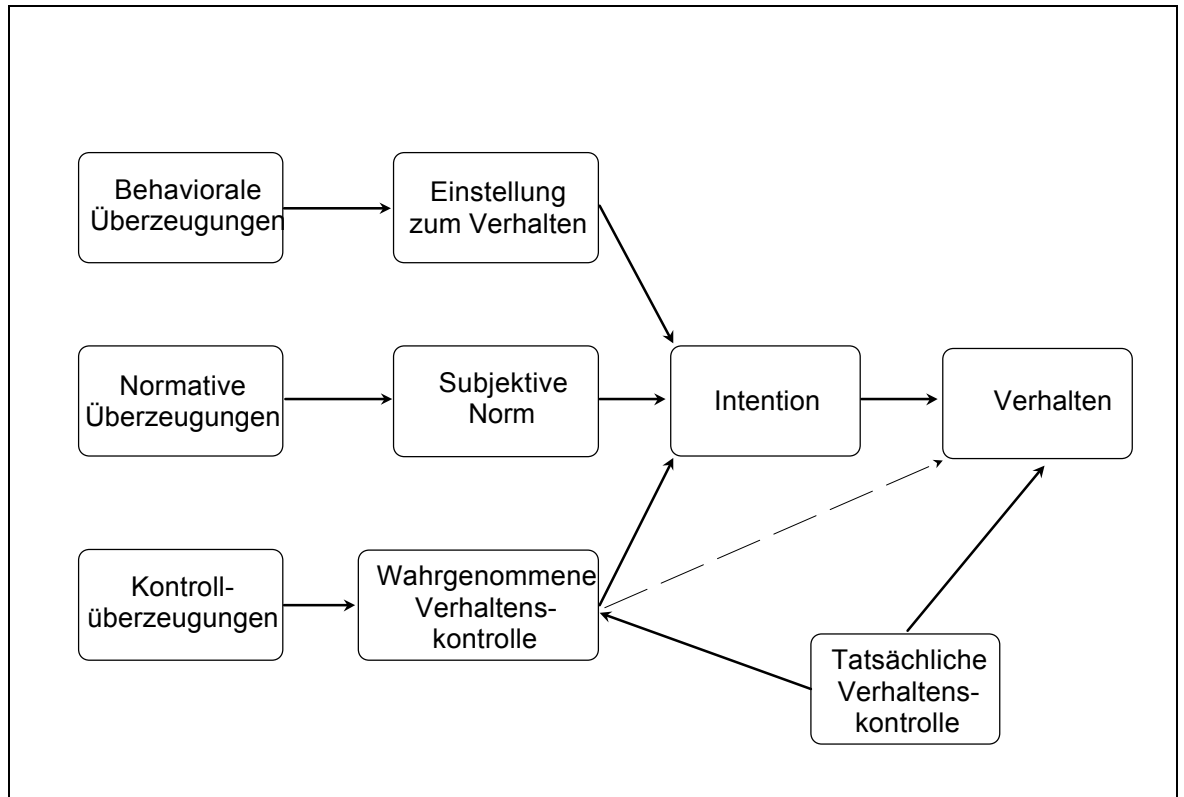 Behaviorale
Überzeugungen
Einstellung
zum Verhalten
Normative
Überzeugungen
Subjektive
Norm
Intention
Verhalten
Kontroll-
überzeugungen
Wahrgenommene
Verhaltens-
kontrolle
Tatsächliche
Verhaltens-
kontrolle